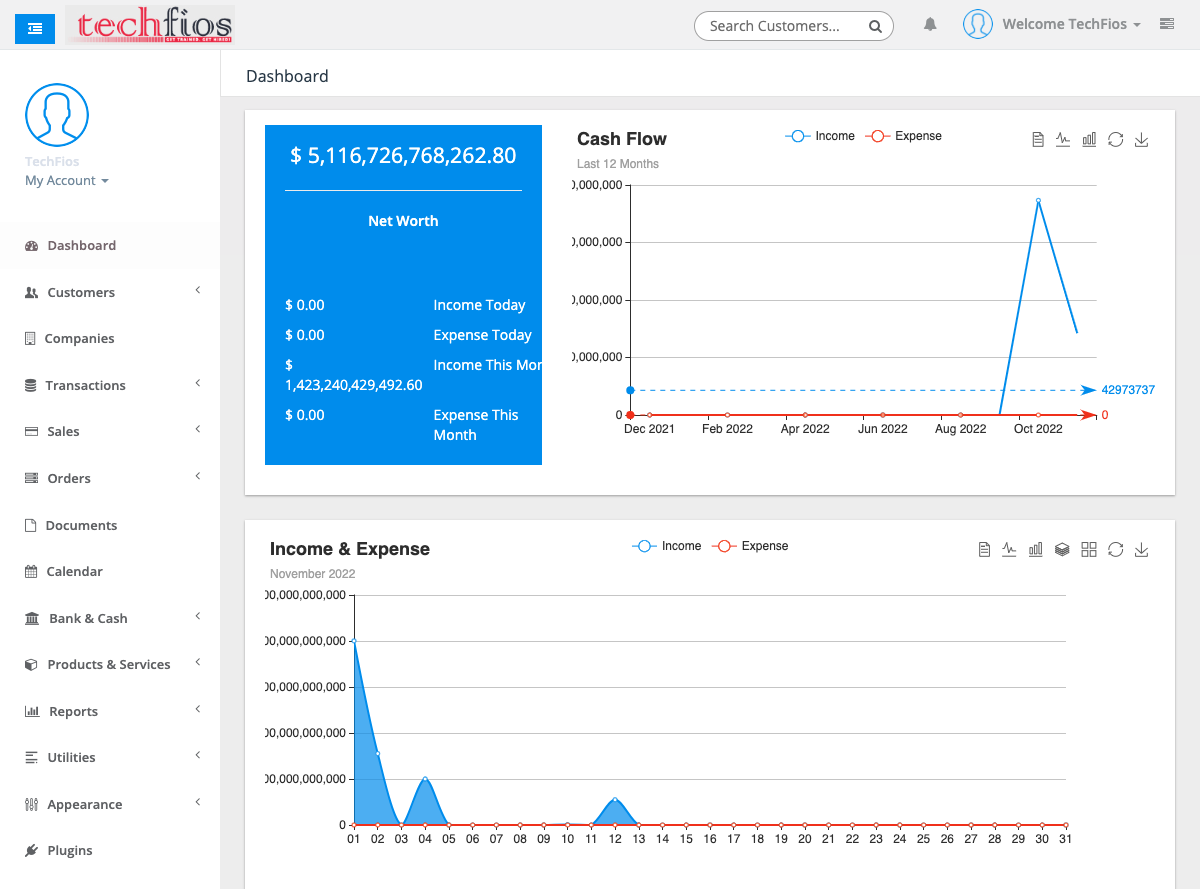 techfios
GET TRAINED. GET HIRED!
Search Customers...
Welcome TechFios
TechFios
My Account
Dashboard
Customers
Companies
Transactions
Sales
Orders
Documents
Calendar
Bank & Cash
Products & Services
Reports
Utilities
Appearance
Plugins
Dashboard
$ 5,116,726,768,262.80
Net Worth
$ 0.00 Income Today
$ 0.00 Expense Today
$ Income This Mon
1,423,240,429,492.60
$ 0.00 Expense This
Month
Cash Flow
Last 12 Months
Income Expense
0,000,000
0,000,000
0,000,000
0,000,000
0
42973737
0
Dec 2021 Feb 2022 Apr 2022 Jun 2022 Aug 2022 Oct 2022
Income & Expense
November 2022
Income Expense
00,000,000,000
00,000,000,000
00,000,000,000
00,000,000,000
00,000,000,000
0
01 02 03 04 05 06 07 08 09 10 11 12 13 14 15 16 17 18 19 20 21 22 23 24 25 26 27 28 29 30 31